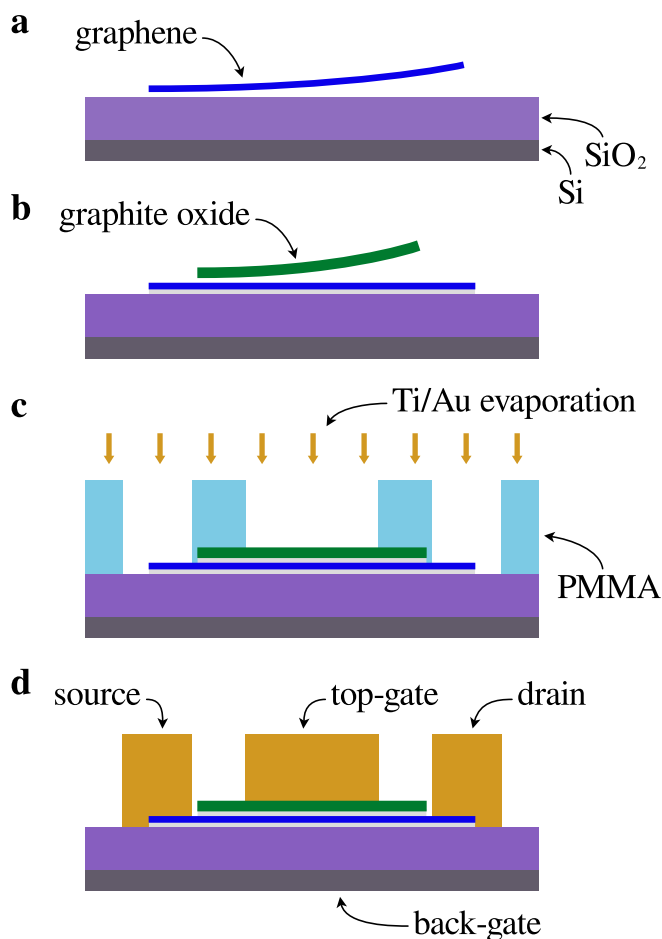 a
graphene
SiO₂
Si
b
graphite oxide
c
Ti/Au evaporation
PMMA
d
source
top-gate
drain
back-gate